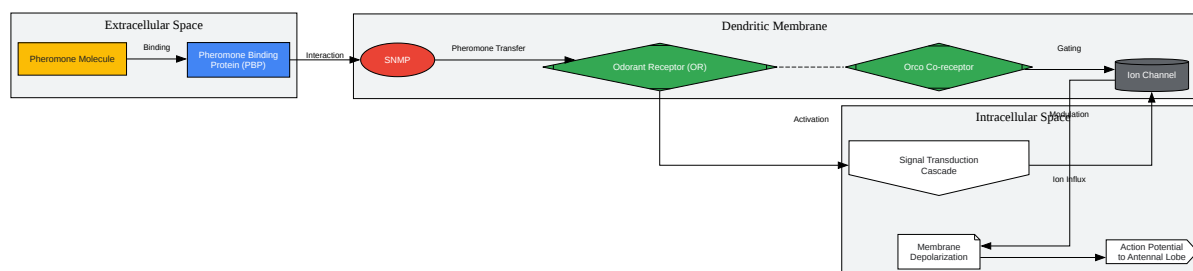 Extracellular Space
Pheromone Molecule
Binding
Pheromone Binding
Protein (PBP)
Interaction
Dendritic Membrane
SNMP
Pheromone Transfer
Odorant Receptor (OR)
Orco Co-receptor
Gating
Ion Channel
Activation
Intracellular Space
Modulation
Signal Transduction
Cascade
Ion Influx
Membrane
Depolarization
Action Potential
to Antennal Lobe